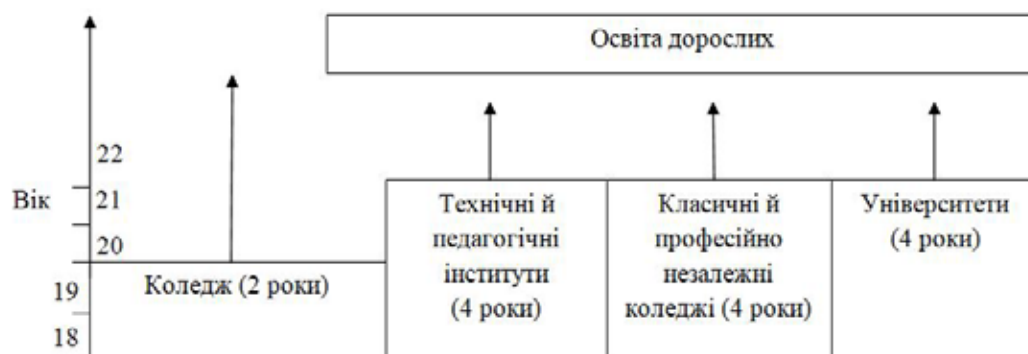 Освіта дорослих
22
Вік
21
20
19
18
Коледж (2 роки)
Технічні й
педагогічні
інститути
(4 роки)
Класичні й
професійно
незалежні
коледжі (4 роки)
Університети
(4 роки)